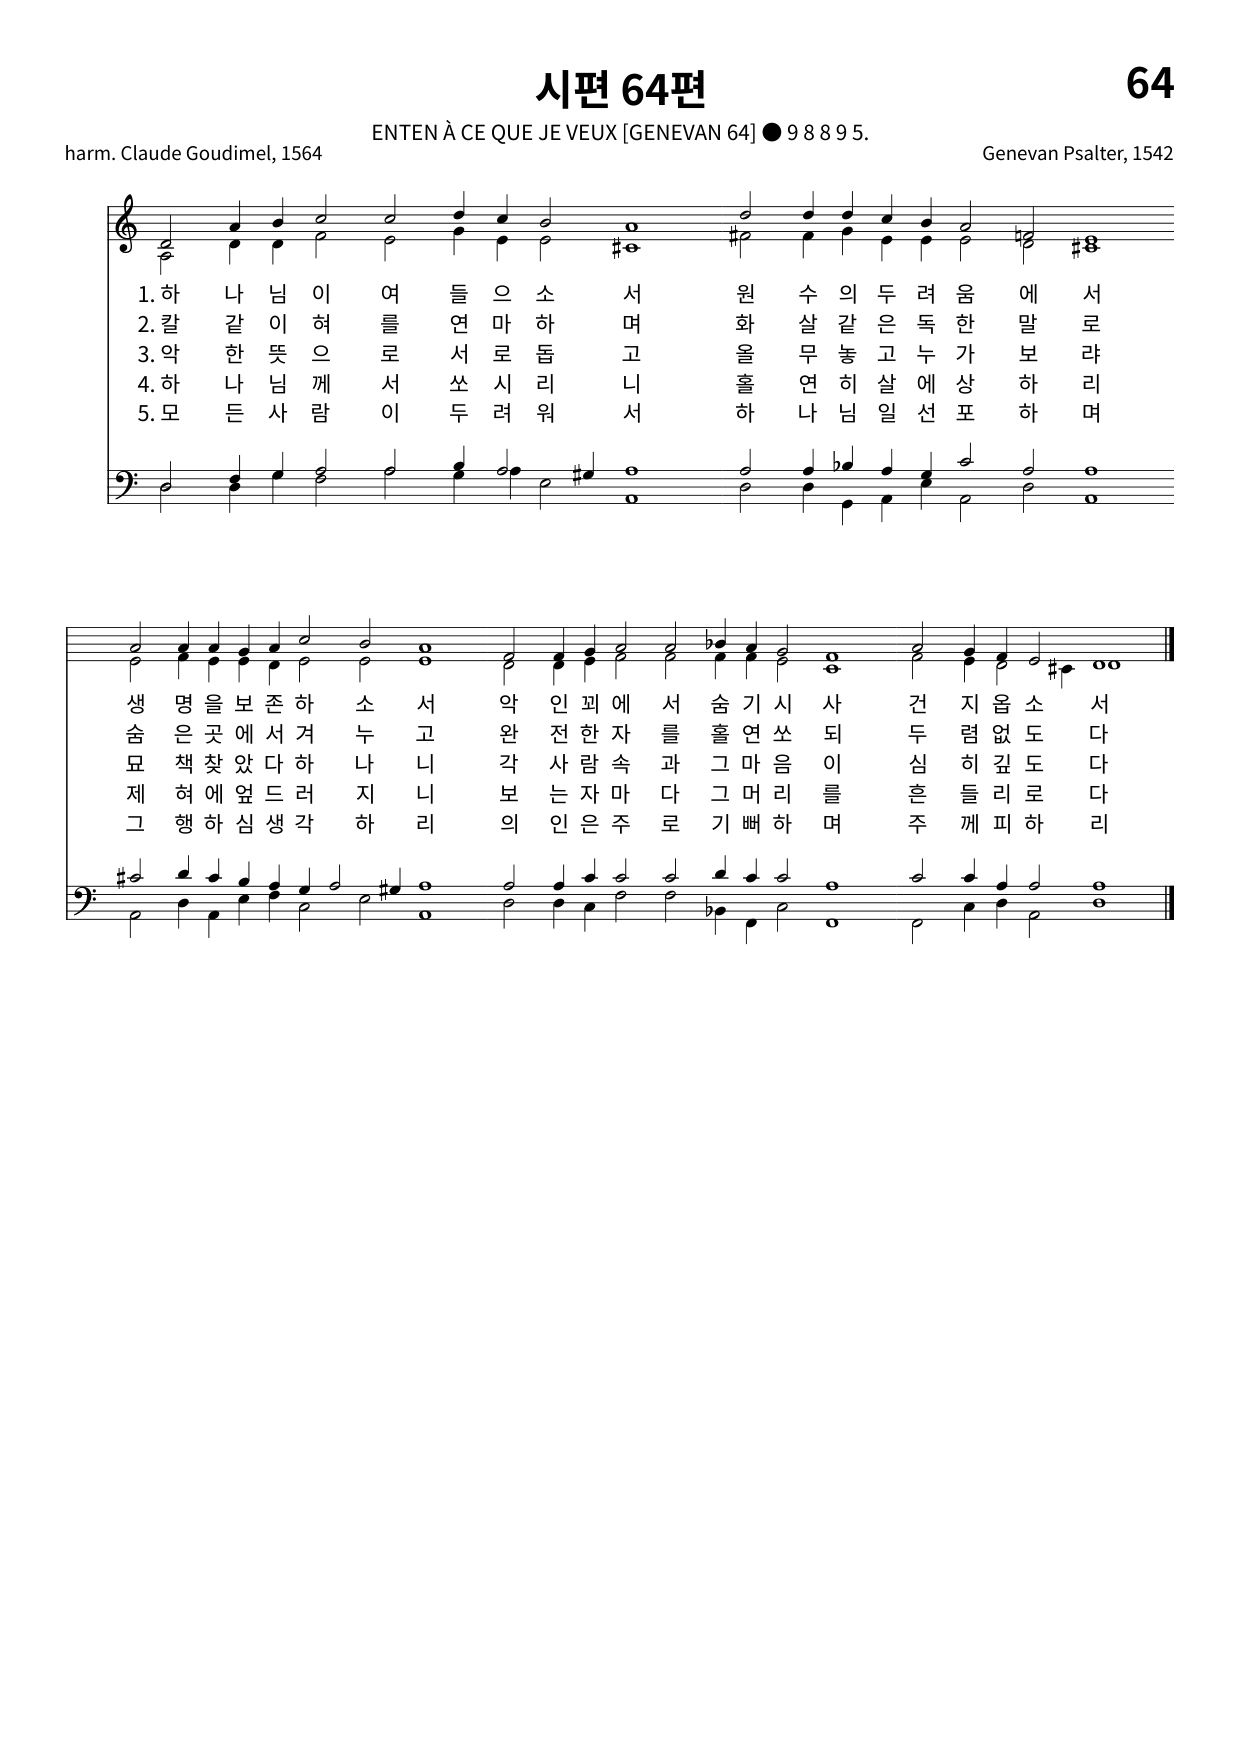 시편 64편
64
ENTEN À CE QUE JE VEUX [GENEVAN 64] ● 9 8 8 9 5.
harm. Claude Goudimel, 1564
Genevan Psalter, 1542
1. 하 나 님 이 여 들 으 소 서 원 수 의 두 려 움 에 서
2. 칼 같 이 혀 를 연 마 하 며 화 살 같 은 독 한 말 로
3. 악 한 뜻 으 로 서 로 돕 고 올 무 놓 고 누 가 보 랴
4. 하 나 님 께 서 쏘 시 리 니 홀 연 히 살 에 상 하 리
5. 모 든 사 람 이 두 려 워 서 하 나 님 일 선 포 하 며
생 명 을 보 존 하 소 서 악 인 꾀 에 서 숨 기 시 사 건 지 옵 소 서
숨 은 곳 에 서 겨 누 고 완 전 한 자 를 홀 연 쏘 되 두 렴 없 도 다
묘 책 찾 았 다 하 나 니 각 사 람 속 과 그 마 음 이 심 히 깊 도 다
제 혀 에 엎 드 러 지 니 보 는 자 마 다 그 머 리 를 흔 들 리 로 다
그 행 하 심 생 각 하 리 의 인 은 주 로 기 뻐 하 며 주 께 피 하 리